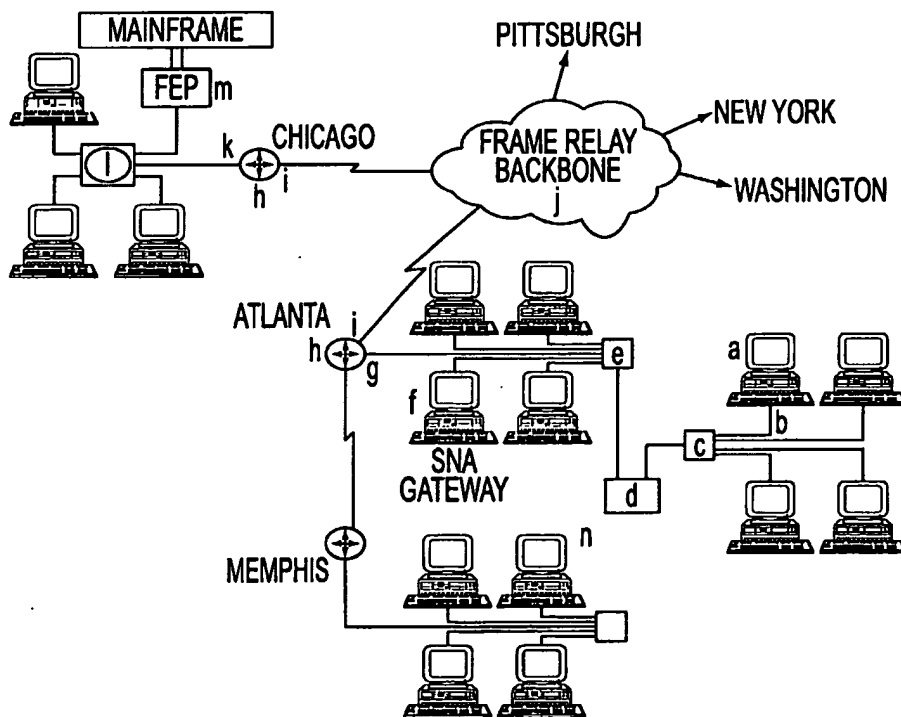 MAINFRAME
FEP m
PITTSBURGH
NEW YORK
WASHINGTON
FRAME RELAY
BACKBONE
j
CHICAGO
k
h
i
l
ATLANTA
i
h
g
e
f
SNA
GATEWAY
a
b
c
d
MEMPHIS
n